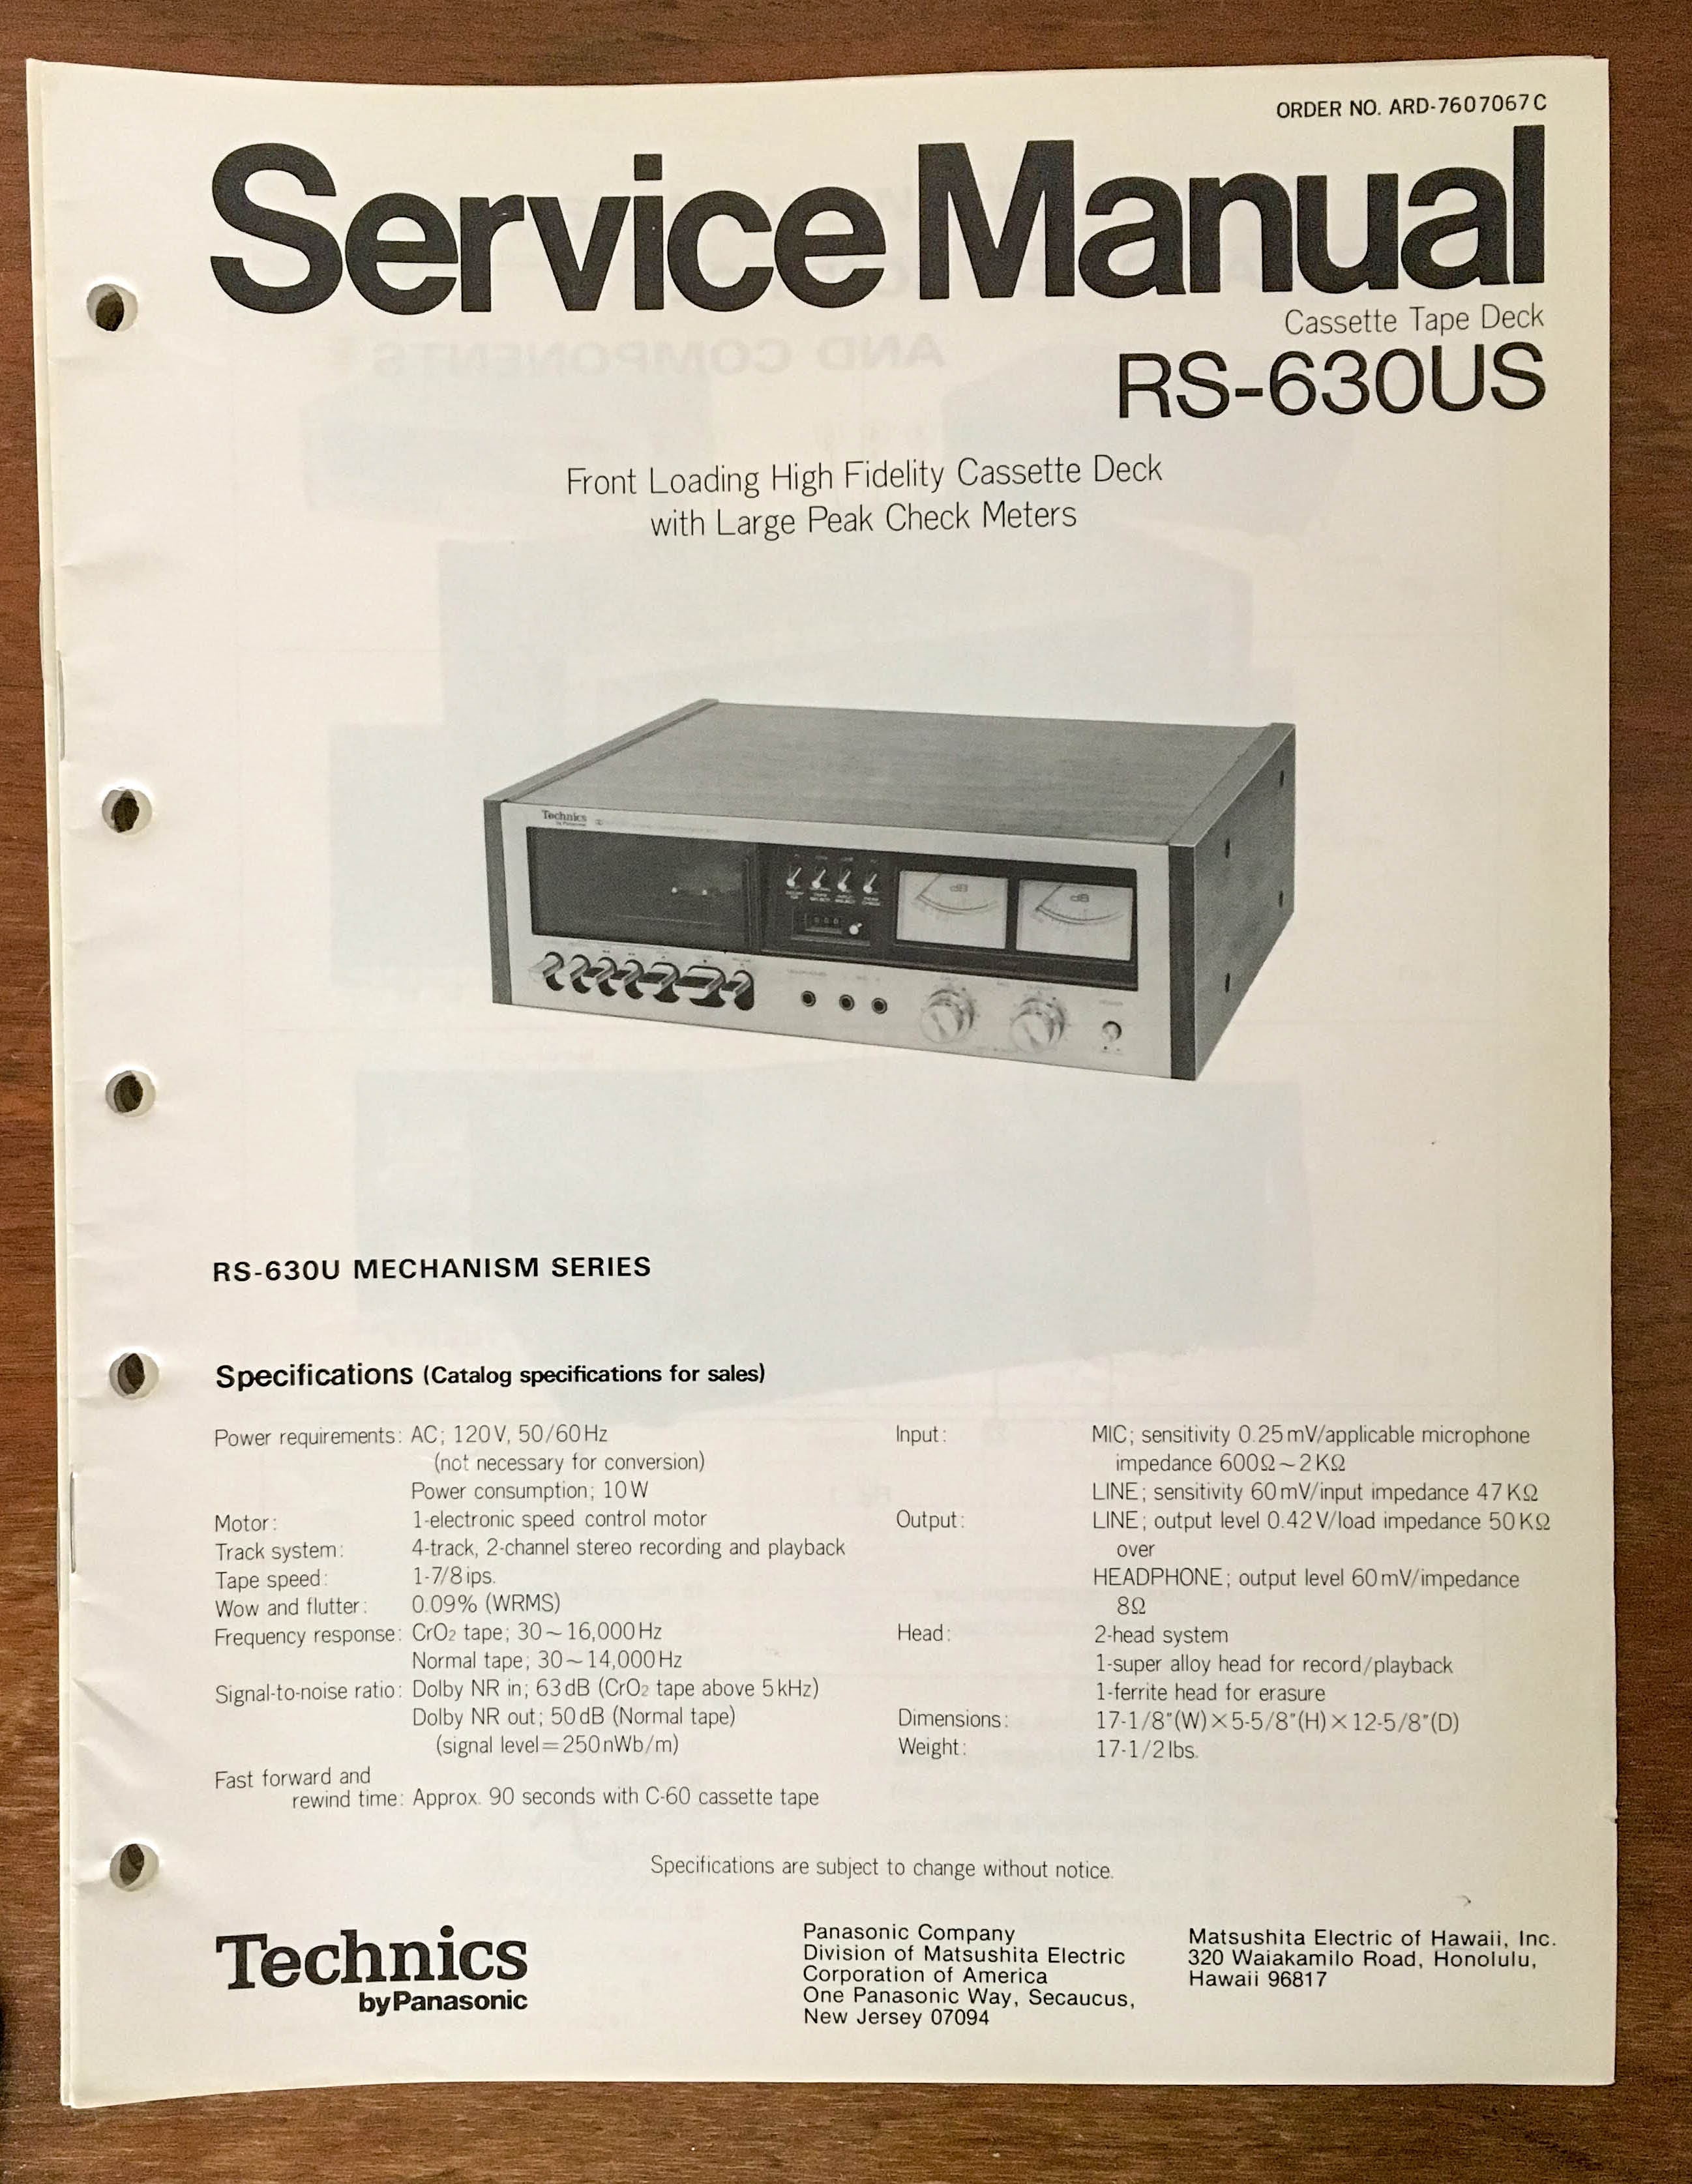 ORDER NO. ARD-7607067C
Service Manual
Cassette Tape Deck
RS-630US
Front Loading High Fidelity Cassette Deck
with Large Peak Check Meters
Technics
by Panasonic
dB
dB
RS-630U MECHANISM SERIES
Specifications (Catalog specifications for sales)
Power requirements: AC; 120V, 50/60Hz
(not necessary for conversion)
Power consumption; 10W
Motor: 1-electronic speed control motor
Track system: 4-track, 2-channel stereo recording and playback
Tape speed: 1-7/8ips.
Wow and flutter: 0.09% (WRMS)
Frequency response: CrO₂ tape; 30~16,000Hz
Normal tape; 30~14,000Hz
Signal-to-noise ratio: Dolby NR in; 63dB (CrO₂ tape above 5kHz)
Dolby NR out; 50dB (Normal tape)
(signal level=250nWb/m)
Fast forward and
rewind time: Approx. 90 seconds with C-60 cassette tape
Input: MIC; sensitivity 0.25mV/applicable microphone
impedance 600Ω~2KΩ
LINE; sensitivity 60mV/input impedance 47KΩ
Output: LINE; output level 0.42V/load impedance 50KΩ
over
HEADPHONE; output level 60mV/impedance
8Ω
Head: 2-head system
1-super alloy head for record/playback
1-ferrite head for erasure
Dimensions: 17-1/8"(W)×5-5/8"(H)×12-5/8"(D)
Weight: 17-1/2lbs.
Specifications are subject to change without notice.
Technics
by Panasonic
Panasonic Company
Division of Matsushita Electric
Corporation of America
One Panasonic Way, Secaucus,
New Jersey 07094
Matsushita Electric of Hawaii, Inc.
320 Waiakamilo Road, Honolulu,
Hawaii 96817